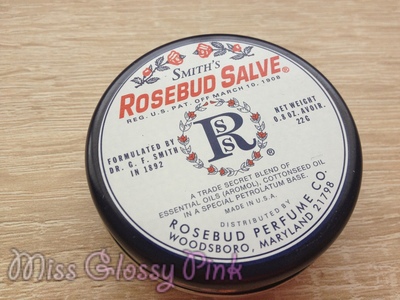 SMITH'S
ROSEBUD SALVE®
REG. U.S. PAT. OFF MARCH 10, 1908
FORMULATED BY
DR. G. F. SMITH
IN 1892
RSS
®
NET WEIGHT
0.8 OZ. AVOIR.
22G
A TRADE SECRET BLEND OF
ESSENTIAL OILS (AROMOL), COTTONSEED OIL
IN A SPECIAL PETROLATUM BASE.
MADE IN U.S.A.
DISTRIBUTED BY
ROSEBUD PERFUME CO.
WOODSBORO, MARYLAND 21798
Miss Glossy Pink